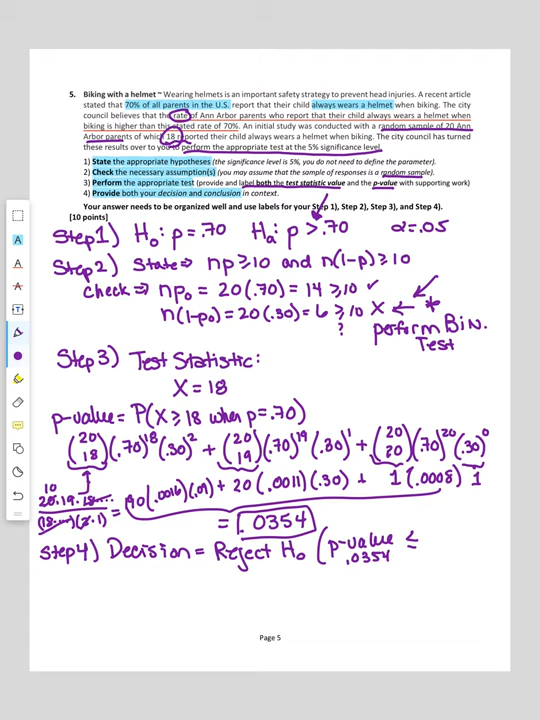 5. Biking with a helmet ~ Wearing helmets is an important safety strategy to prevent head injuries. A recent article
stated that 70% of all parents in the U.S. report that their child always wears a helmet when biking. The city
council believes that the rate of Ann Arbor parents who report that their child always wears a helmet when
biking is higher than this stated rate of 70%. An initial study was conducted with a random sample of 20 Ann
Arbor parents of which 18 reported their child always wears a helmet when biking. The city council has turned
these results over to you to perform the appropriate test at the 5% significance level.
1) State the appropriate hypotheses (the significance level is 5%, you do not need to define the parameter).
2) Check the necessary assumption(s) (you may assume that the sample of responses is a random sample).
3) Perform the appropriate test (provide and label both the test statistic value and the p-value with supporting work)
4) Provide both your decision and conclusion in context.
Your answer needs to be organized well and use labels for your Step 1), Step 2), Step 3), and Step 4).
[10 points]
Step 1) H₀: p = .70 Hₐ: p > .70 α = .05
Step 2) State ⇒ np ≥ 10 and n(1-p) ≥ 10
Check ⇒ np₀ = 20(.70) = 14 ≥ 10 ✓
n(1-p₀) = 20(.30) = 6 ≥ 10 X ← *
?
perform Bin.
Test
Step 3) Test Statistic:
X = 18
p-value = P(X ≥ 18 when p = .70)
(20 18)(.70)¹⁸(.30)² + (20 19)(.70)¹⁹(.30)¹ + (20 20)(.70)²⁰(.30)⁰
10
20·19·18.... / (18....)(2·1) = 190(.0016)(.09) + 20(.0011)(.30) + 1(.0008) 1
= .0354
Step 4) Decision = Reject H₀ (p-value ≤
.0354
Page 5